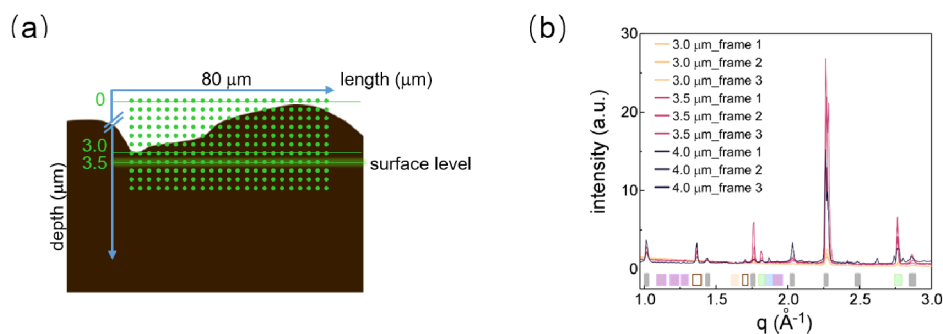 (a)
80 μm
length (μm)
0
3.0
3.5
surface level
depth (μm)
(b)
30
20
10
0
intensity (a.u.)
3.0 μm_frame 1
3.0 μm_frame 2
3.0 μm_frame 3
3.5 μm_frame 1
3.5 μm_frame 2
3.5 μm_frame 3
4.0 μm_frame 1
4.0 μm_frame 2
4.0 μm_frame 3
1.0 1.5 2.0 2.5 3.0
q (Å⁻¹)